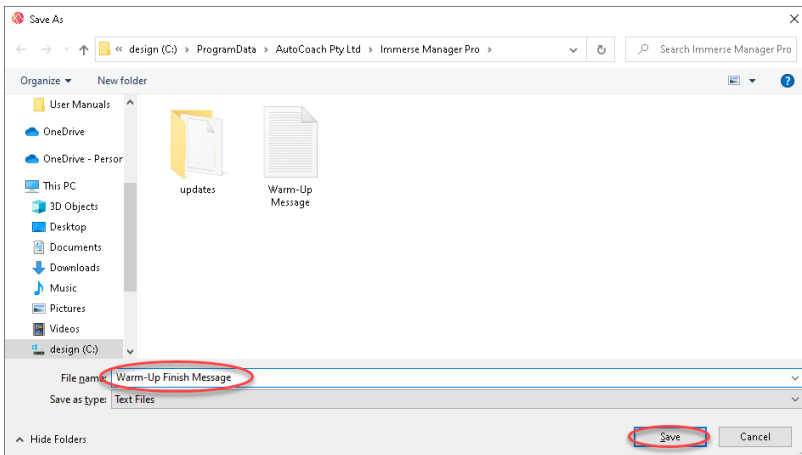 Save As
« design (C:) › ProgramData › AutoCoach Pty Ltd › Immerse Manager Pro ›
Search Immerse Manager Pro
Organize
New folder
User Manuals
OneDrive
OneDrive - Person
This PC
3D Objects
Desktop
Documents
Downloads
Music
Pictures
Videos
design (C:)
updates
Warm-Up
Message
File name: Warm-Up Finish Message
Save as type: Text Files
Hide Folders
Save
Cancel